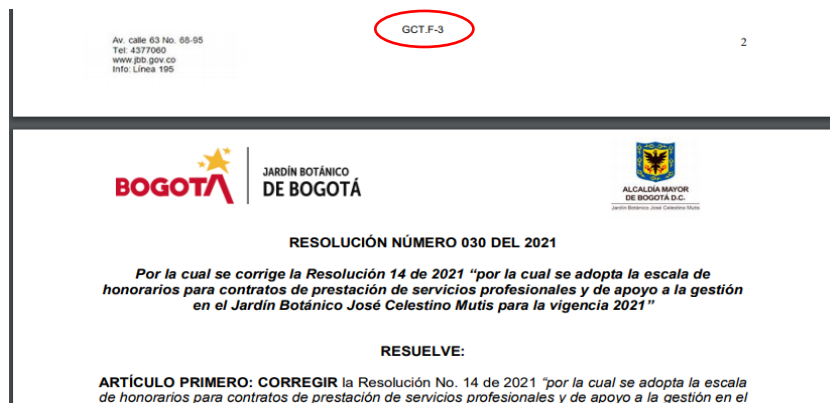 GCT.F-3
Av. calle 63 No. 68-95
Tel: 4377060
www.jbb.gov.co
Info: Línea 195
2
BOGOTÁ
JARDÍN BOTÁNICO
DE BOGOTÁ
ALCALDÍA MAYOR
DE BOGOTÁ D.C.
Jardín Botánico José Celestino Mutis
RESOLUCIÓN NÚMERO 030 DEL 2021
Por la cual se corrige la Resolución 14 de 2021 “por la cual se adopta la escala de
honorarios para contratos de prestación de servicios profesionales y de apoyo a la gestión
en el Jardín Botánico José Celestino Mutis para la vigencia 2021”
RESUELVE:
ARTÍCULO PRIMERO: CORREGIR la Resolución No. 14 de 2021 “por la cual se adopta la escala
de honorarios para contratos de prestación de servicios profesionales y de apoyo a la gestión en el